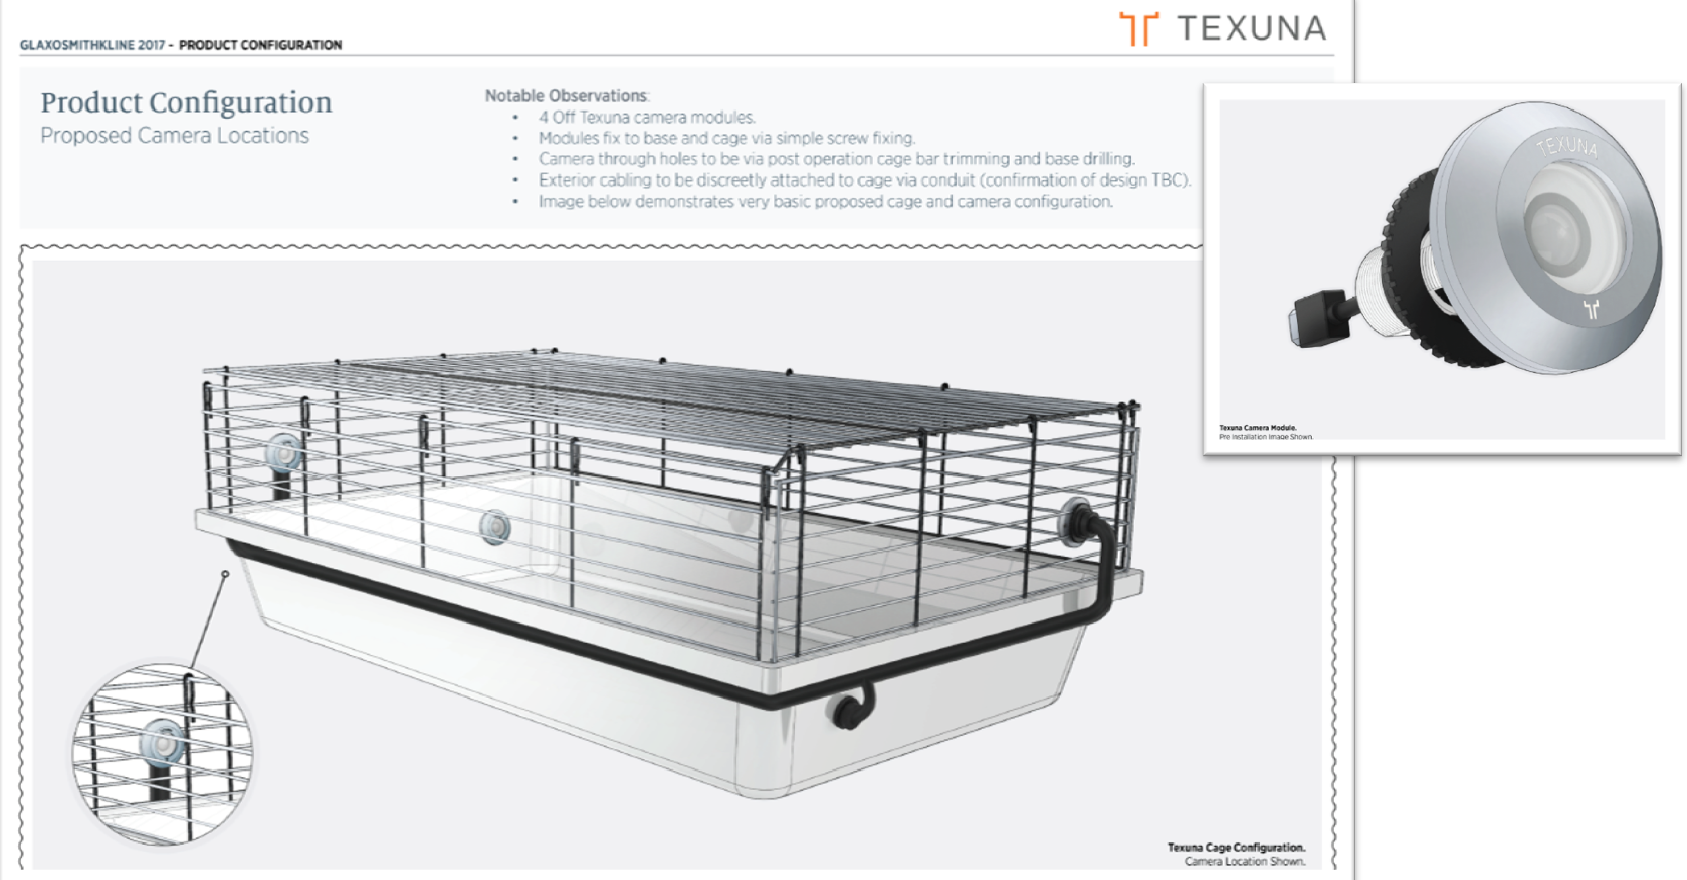 TEXUNA
GLAXOSMITHKLINE 2017 - PRODUCT CONFIGURATION
Product Configuration
Proposed Camera Locations
Notable Observations:
• 4 Off Texuna camera modules.
• Modules fix to base and cage via simple screw fixing.
• Camera through holes to be via post operation cage bar trimming and base drilling.
• Exterior cabling to be discreetly attached to cage via conduit (confirmation of design TBC).
• Image below demonstrates very basic proposed cage and camera configuration.
TEXUNA
Texuna Camera Module.
Pre Installation Image Shown.
Texuna Cage Configuration.
Camera Location Shown.